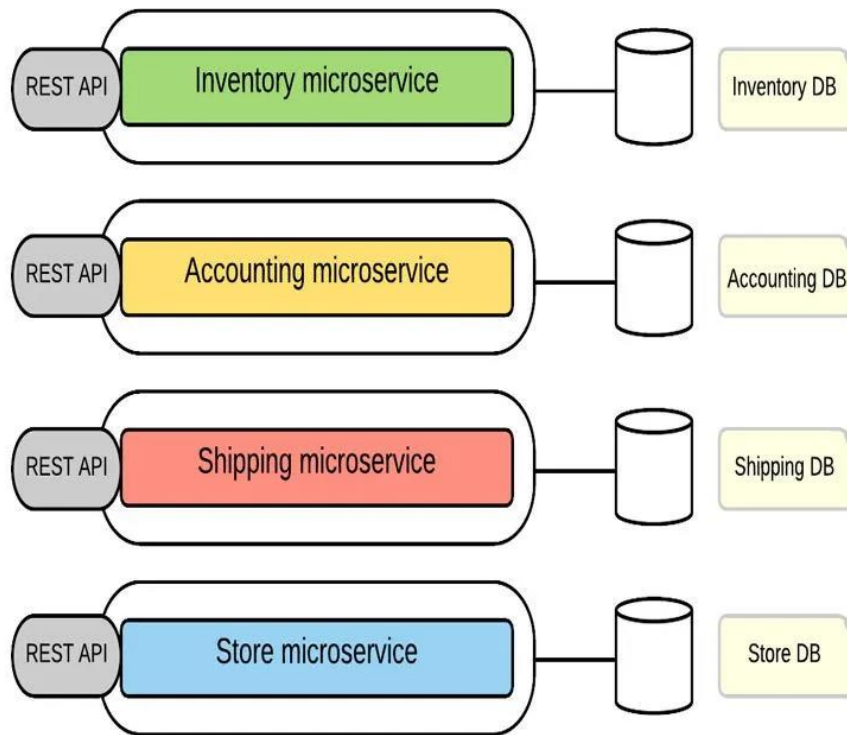 REST API
Inventory microservice
Inventory DB
REST API
Accounting microservice
Accounting DB
REST API
Shipping microservice
Shipping DB
REST API
Store microservice
Store DB